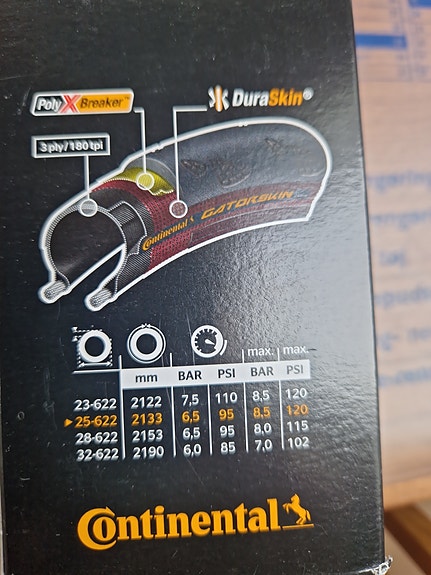 PolyX Breaker™
DuraSkin®
3 ply/180 tpi
Continental GATORSKIN
max. max.
mm BAR PSI BAR PSI
23-622 2122 7,5 110 8,5 120
▸25-622 2133 6,5 95 8,5 120
28-622 2153 6,5 95 8,0 115
32-622 2190 6,0 85 7,0 102
Continental